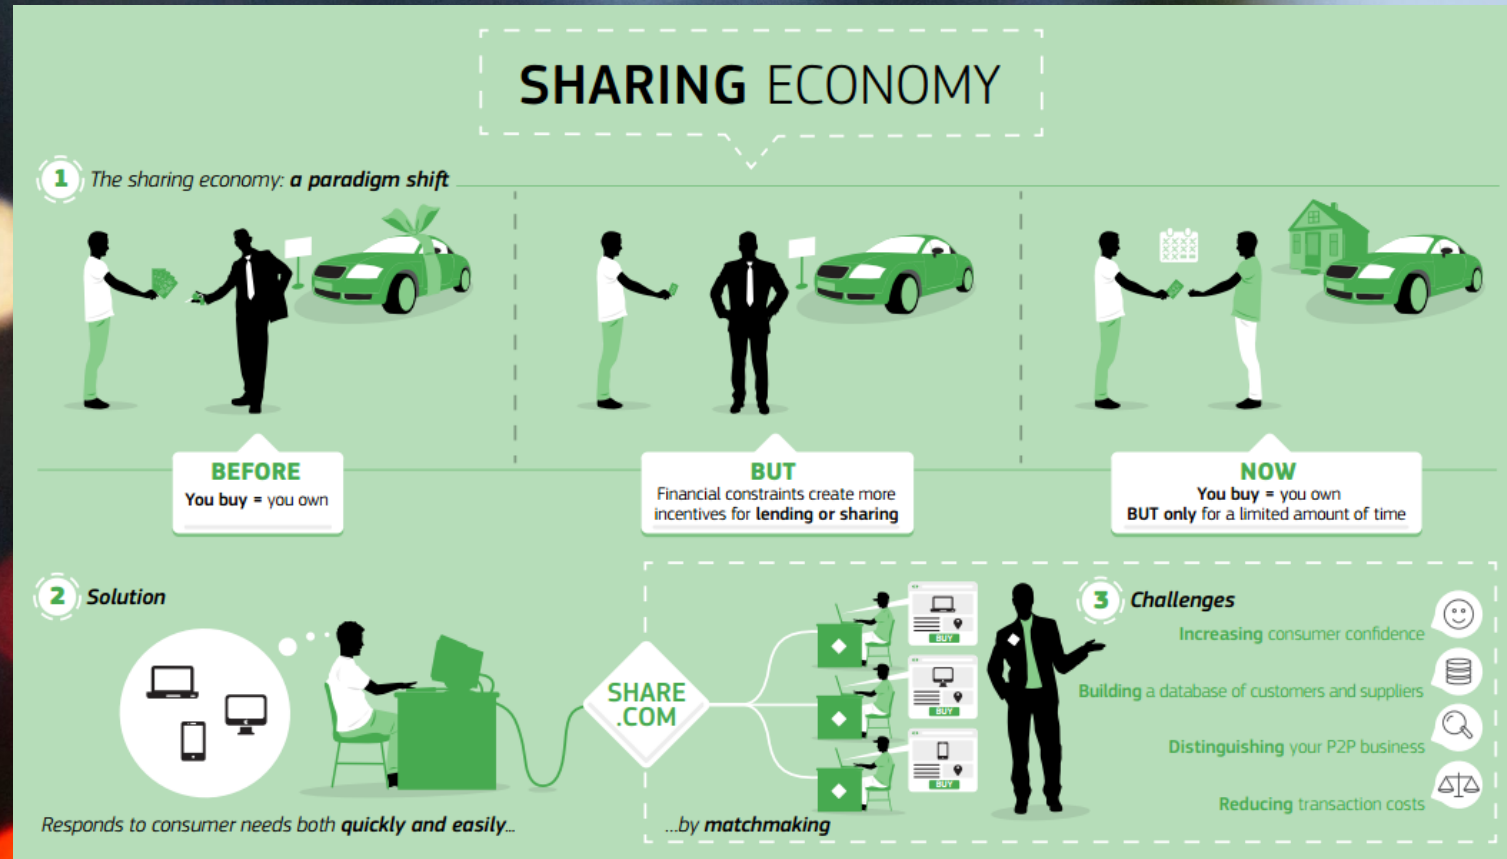 SHARING ECONOMY
1 The sharing economy: a paradigm shift
BEFORE
You buy = you own
BUT
Financial constraints create more
incentives for lending or sharing
NOW
You buy = you own
BUT only for a limited amount of time
2 Solution
SHARE
.COM
BUY
BUY
BUY
Responds to consumer needs both quickly and easily...
...by matchmaking
3 Challenges
Increasing consumer confidence
Building a database of customers and suppliers
Distinguishing your P2P business
Reducing transaction costs